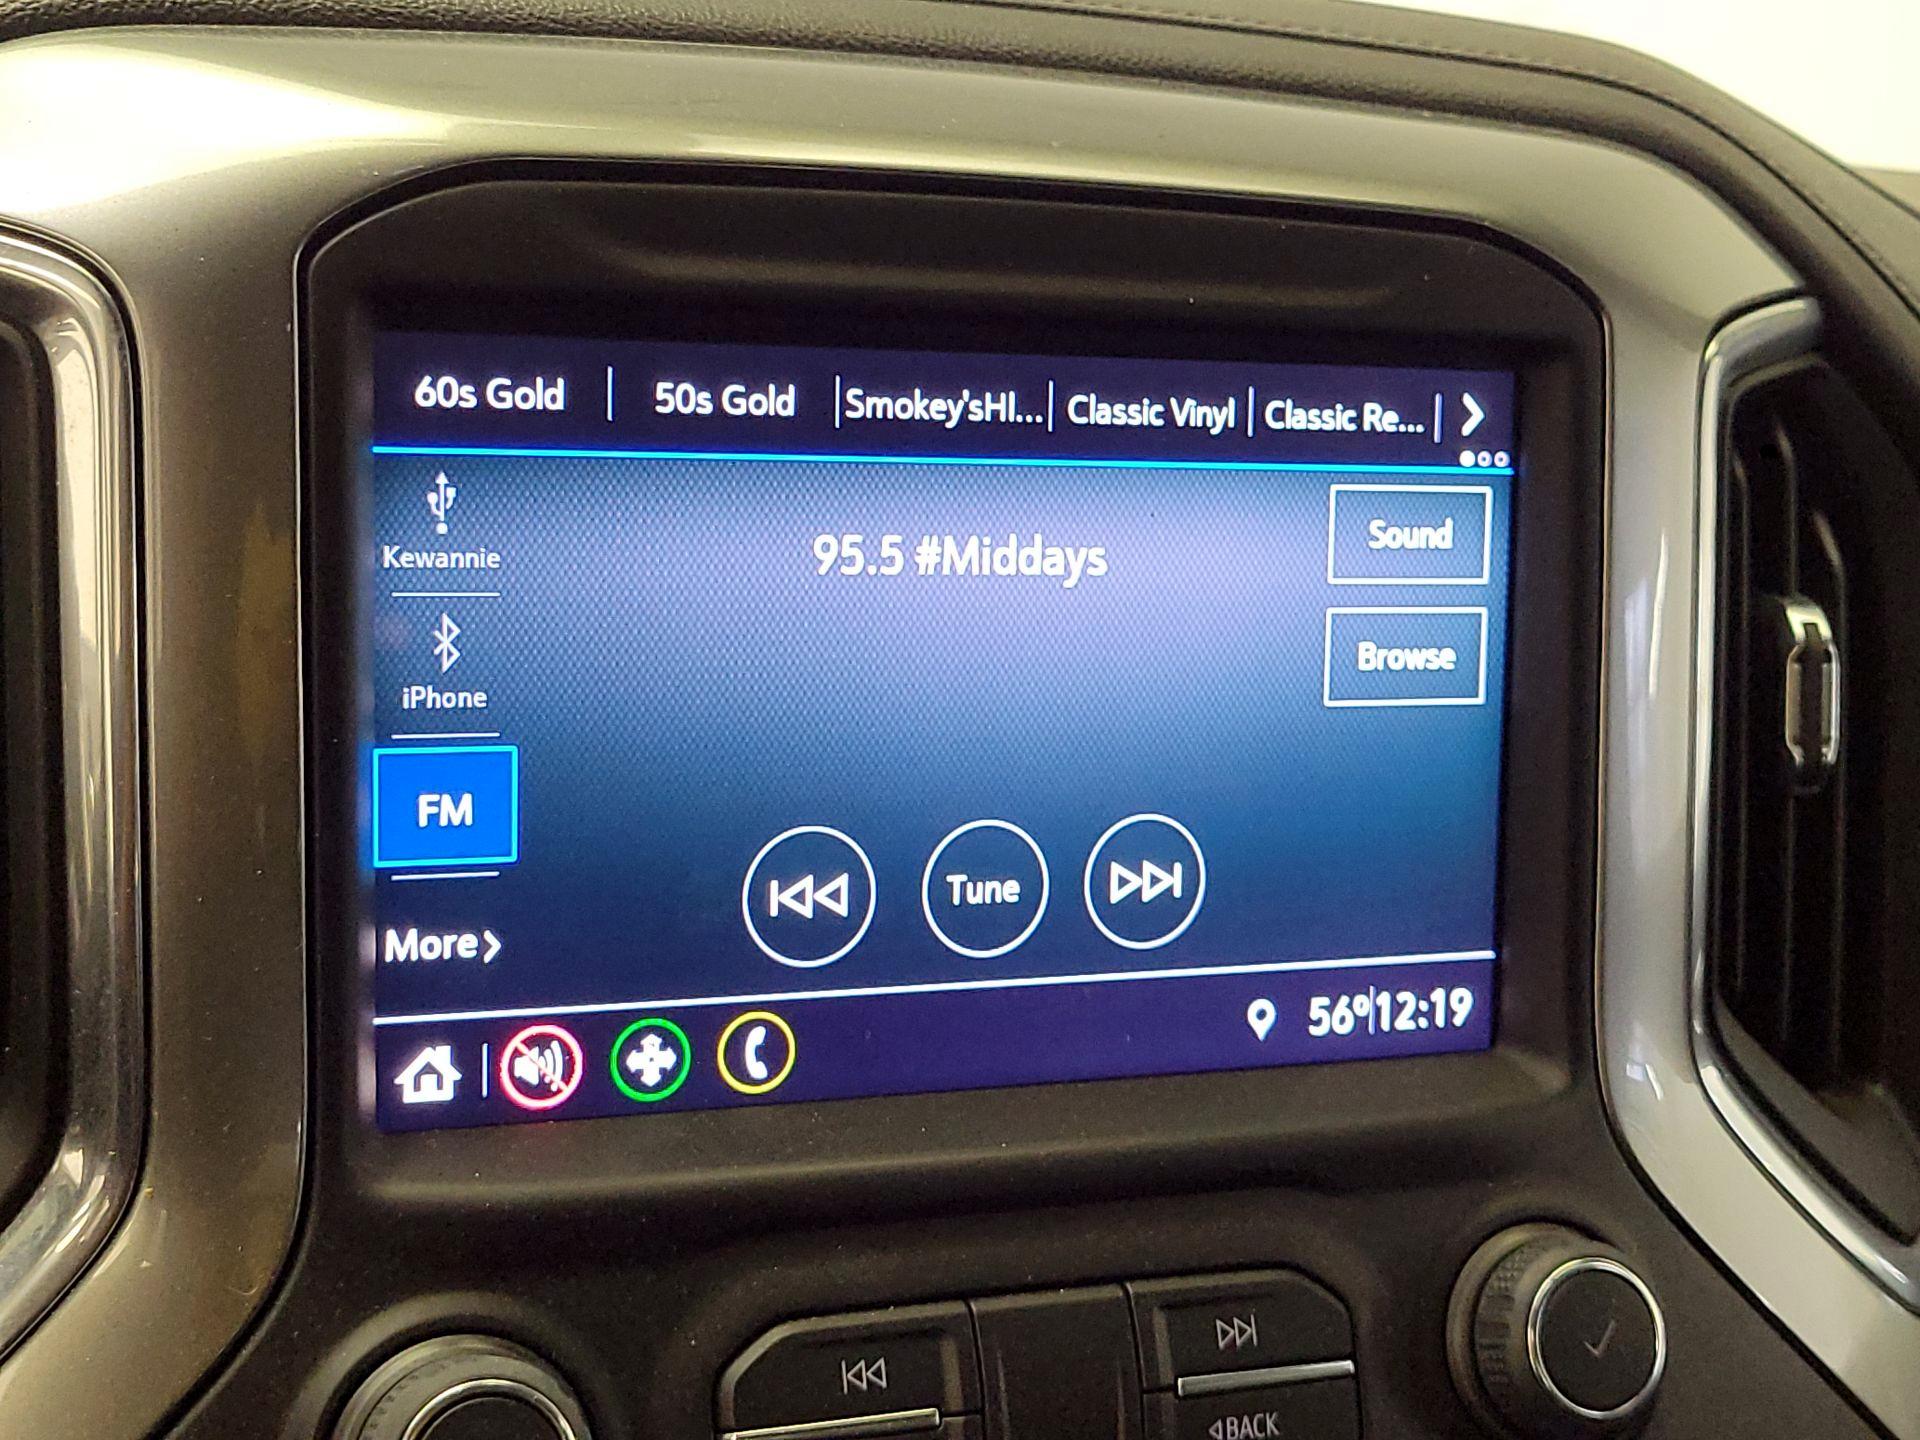 60s Gold
50s Gold
Smokey'sHl...
Classic Vinyl
Classic Re...
Kewannie
95.5 #Middays
Sound
iPhone
Browse
FM
Tune
More
56°
12:19
BACK